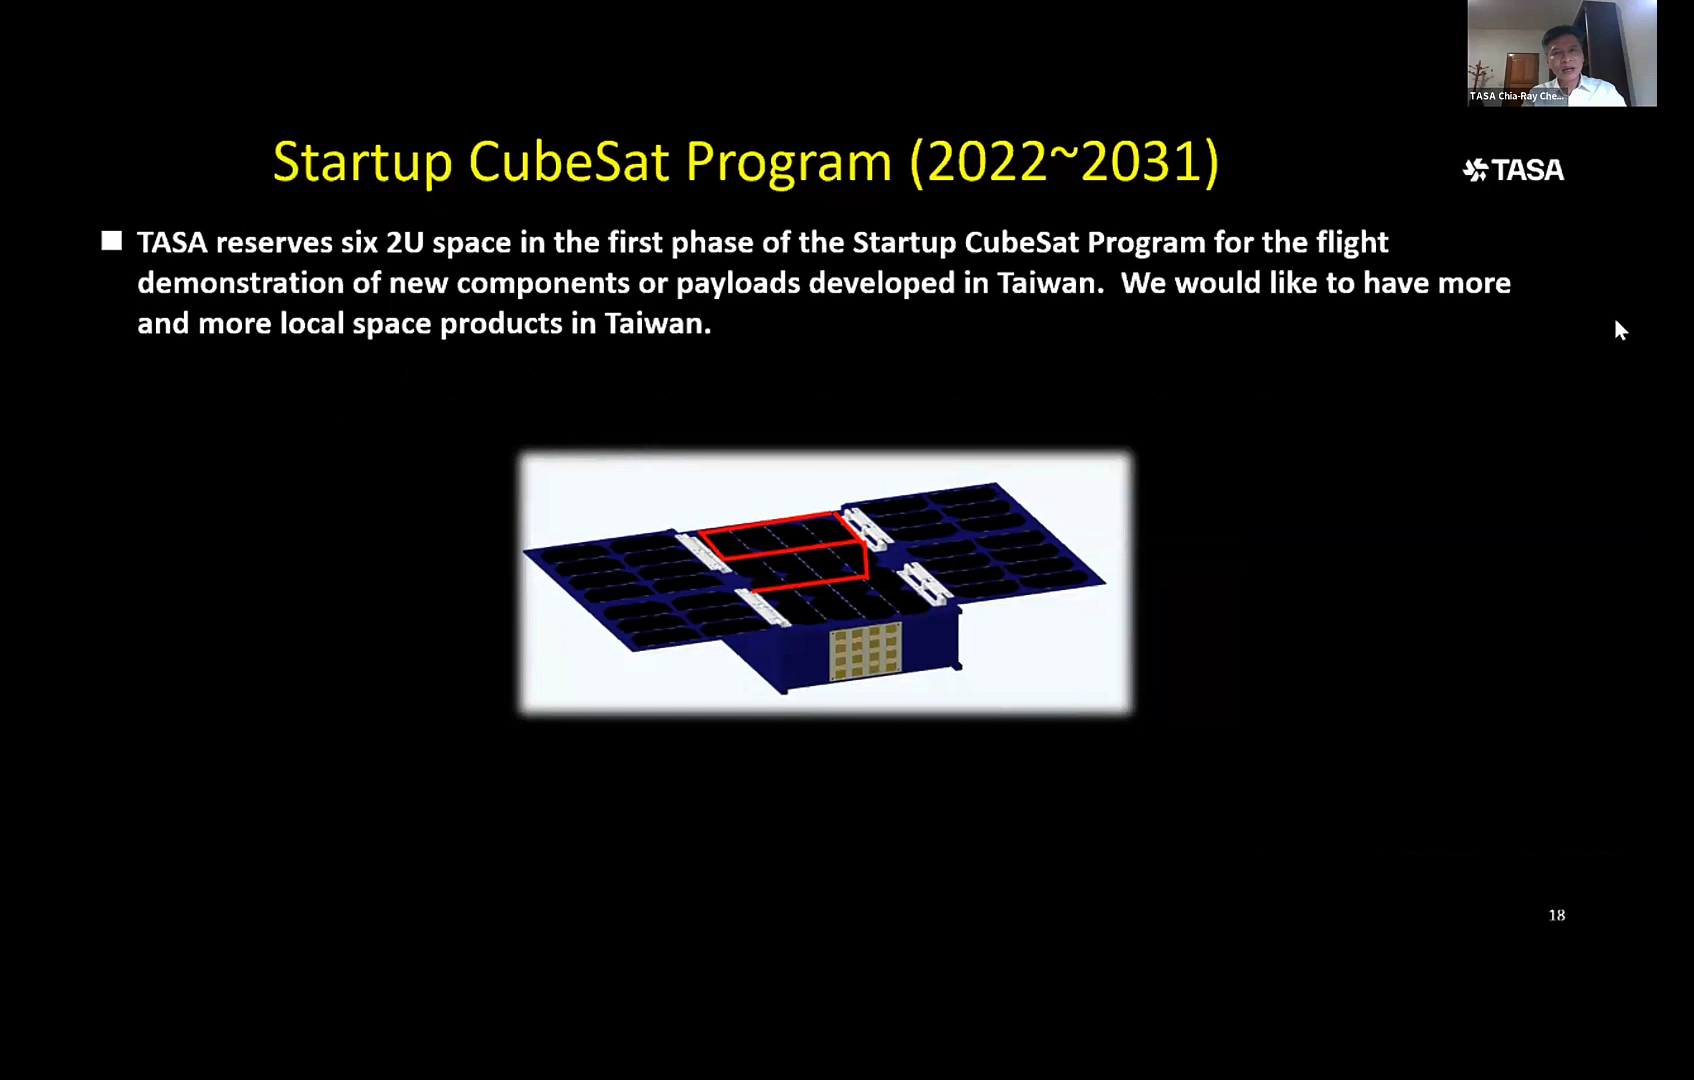 TASA Chia-Ray Che...
Startup CubeSat Program (2022~2031)
TASA
TASA reserves six 2U space in the first phase of the Startup CubeSat Program for the flight
demonstration of new components or payloads developed in Taiwan. We would like to have more
and more local space products in Taiwan.
18